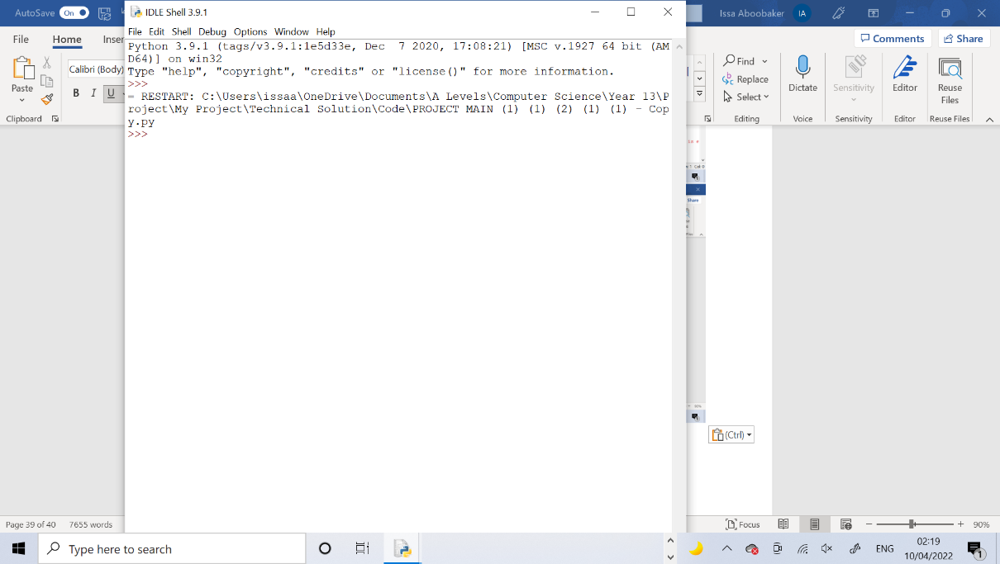 AutoSave On
IDLE Shell 3.9.1
Issa Aboobaker IA
File Edit Shell Debug Options Window Help
File Home Inser
Comments Share
Python 3.9.1 (tags/v3.9.1:1e5d33e, Dec  7 2020, 17:08:21) [MSC v.1927 64 bit (AM
D64)] on win32
Type "help", "copyright", "credits" or "license()" for more information.
>>>
= RESTART: C:\Users\issaa\OneDrive\Documents\A Levels\Computer Science\Year 13\P
roject\My Project\Technical Solution\Code\PROJECT MAIN (1) (1) (2) (1) (1) - Cop
y.py
>>>
Paste
Calibri (Body)
B I U
Clipboard
Find
Replace
Select
Editing
Dictate
Voice
Sensitivity
Sensitivity
Editor
Editor
Reuse
Files
Reuse Files
Share
(Ctrl)
Page 39 of 40 7655 words
Focus
90%
Type here to search
ENG
02:19
10/04/2022
1